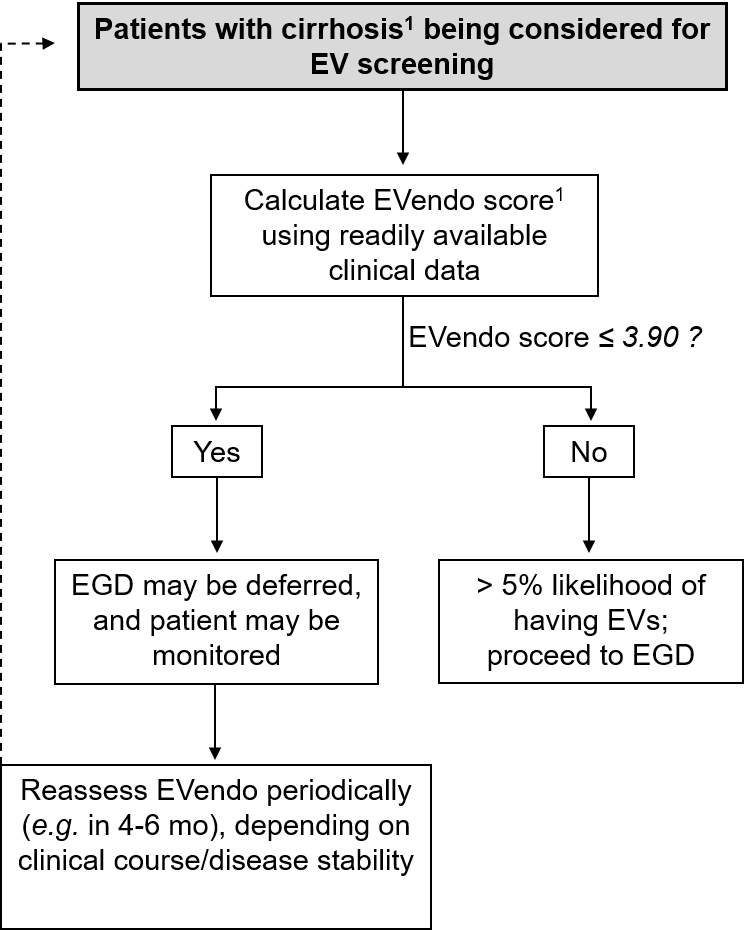 Patients with cirrhosis¹ being considered for
EV screening
Calculate EVendo score¹
using readily available
clinical data
EVendo score ≤ 3.90 ?
Yes
No
EGD may be deferred,
and patient may be
monitored
> 5% likelihood of
having EVs;
proceed to EGD
Reassess EVendo periodically
(e.g. in 4-6 mo), depending on
clinical course/disease stability